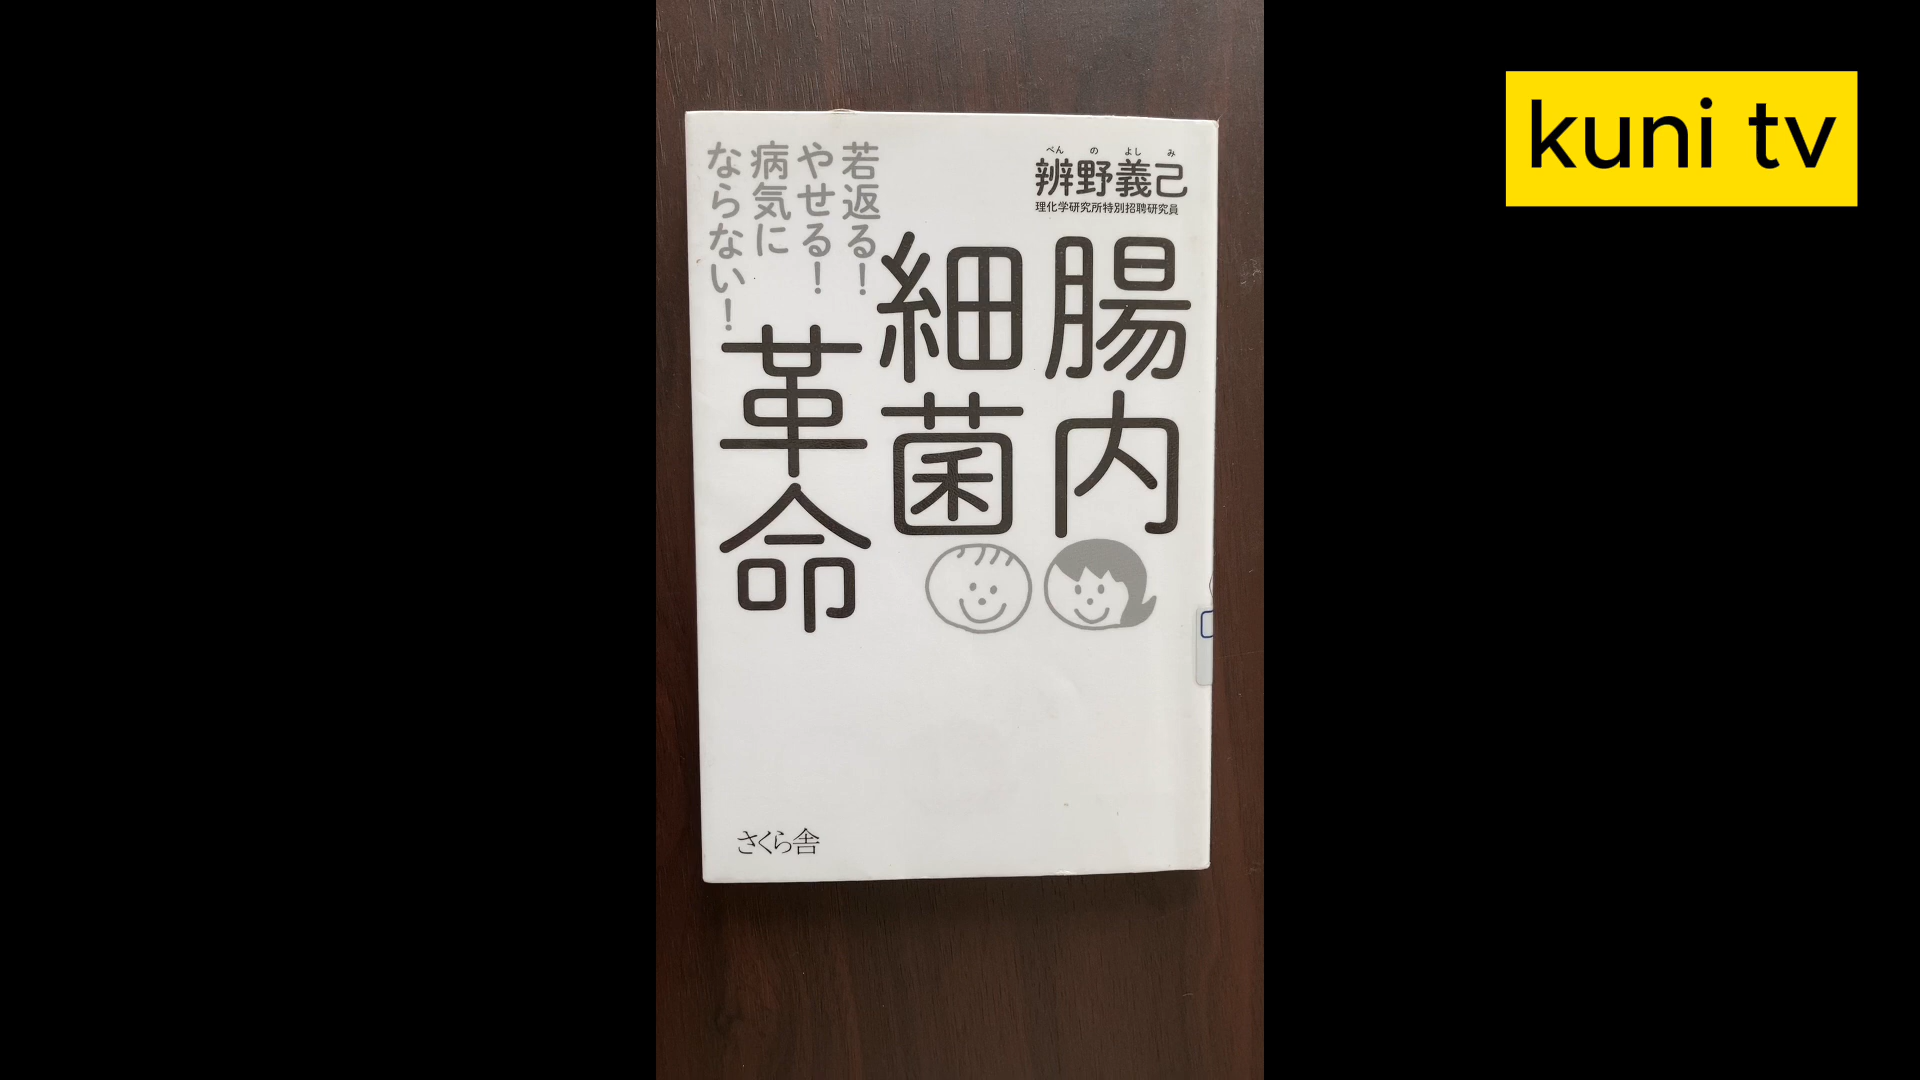 べんのよしみ
辨野義己
理化学研究所特別招聘研究員
腸内
細菌
革命
若返る!
やせる!
病気に
ならない!
さくら舎
kuni tv